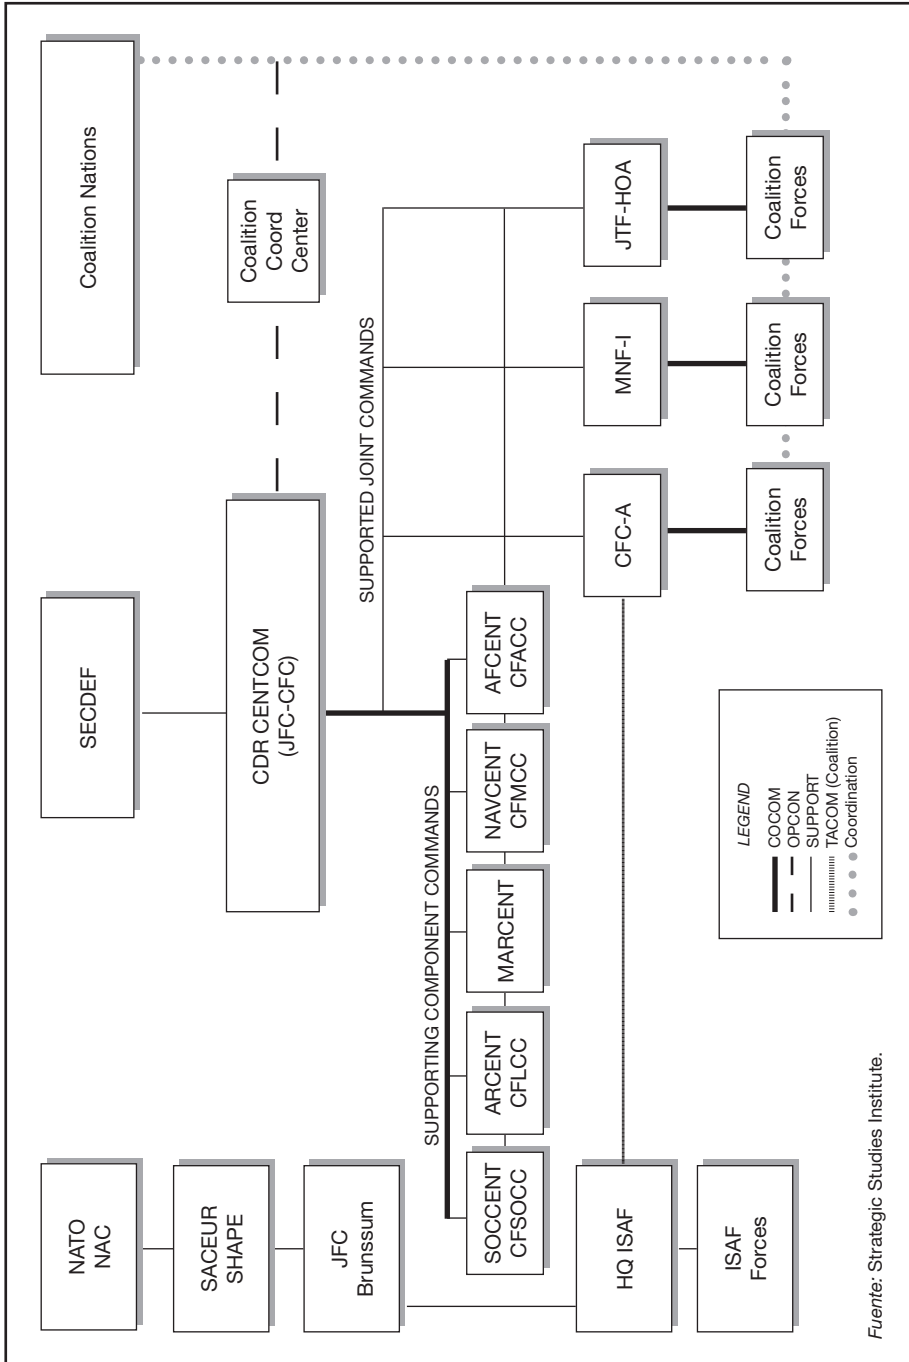 NATO
NAC
SECDEF
Coalition Nations
SACEUR
SHAPE
CDR CENTCOM
(JFC-CFC)
Coalition
Coord
Center
JFC
Brunssum
SUPPORTED JOINT COMMANDS
SUPPORTING COMPONENT COMMANDS
SOCCENT
CFSOCC
ARCENT
CFLCC
MARCENT
NAVCENT
CFMCC
AFCENT
CFACC
HQ ISAF
CFC-A
MNF-I
JTF-HOA
ISAF
Forces
Coalition
Forces
Coalition
Forces
Coalition
Forces
LEGEND
COCOM
OPCON
SUPPORT
TACOM (Coalition)
Coordination
Fuente: Strategic Studies Institute.